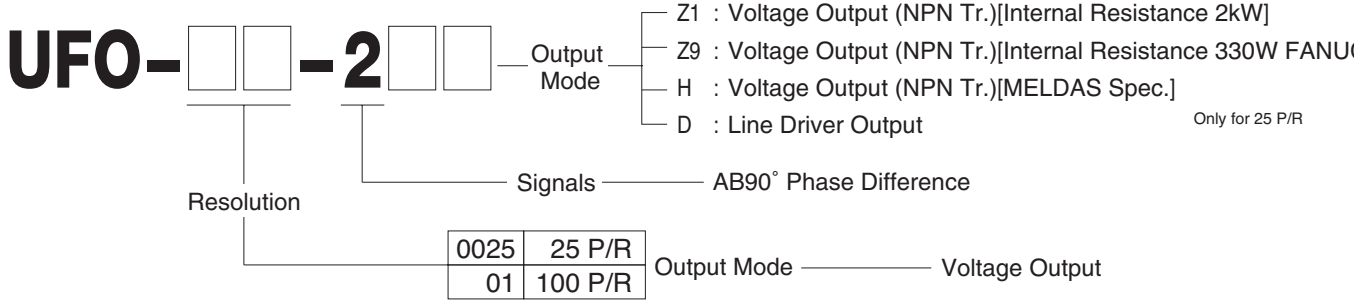 Z1 : Voltage Output (NPN Tr.)[Internal Resistance 2kW]
Z9 : Voltage Output (NPN Tr.)[Internal Resistance 330W FANUC
H : Voltage Output (NPN Tr.)[MELDAS Spec.]
D : Line Driver Output
Only for 25 P/R
UFO- -2
Output
Mode
Signals
AB90° Phase Difference
Resolution
0025 25 P/R
01 100 P/R
Output Mode
Voltage Output